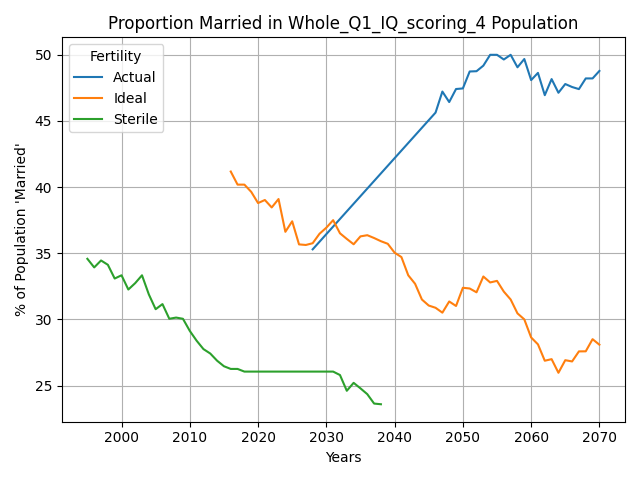 Proportion Married in Whole_Q1_IQ_scoring_4 Population
% of Population 'Married'
50
45
40
35
30
25
Fertility
Actual
Ideal
Sterile
2000
2010
2020
2030
2040
2050
2060
2070
Years